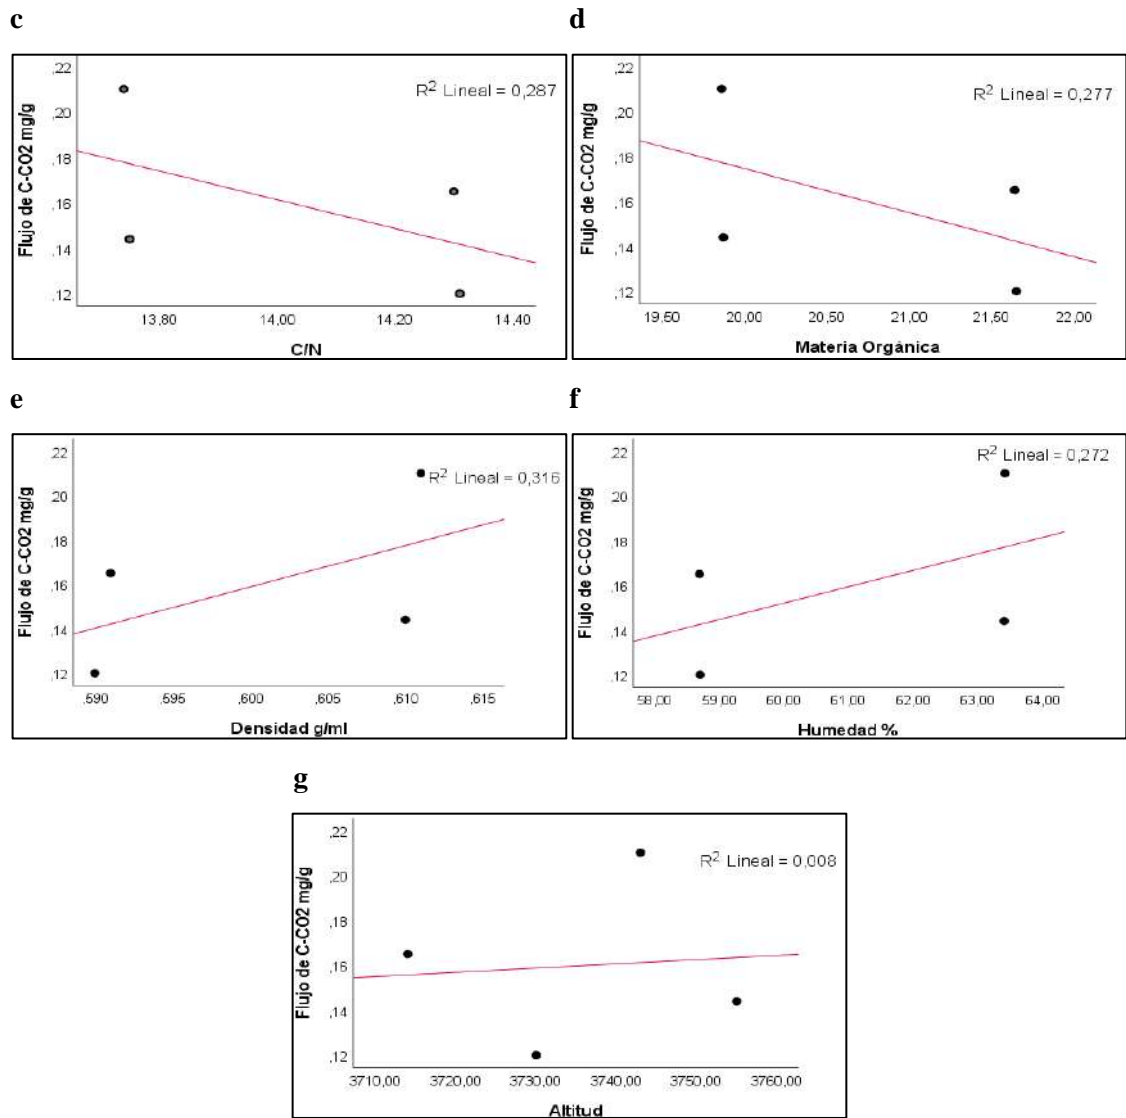 c d
,22
,20
,18
,16
,14
,12
Flujo de C-CO2 mg/g
R2 Lineal = 0,287
13,80 14,00 14,20 14,40
C/N
,22
,20
,18
,16
,14
,12
Flujo de C-CO2 mg/g
R2 Lineal = 0,277
19,50 20,00 20,50 21,00 21,50 22,00
Materia Orgánica
e f
,22
,20
,18
,16
,14
,12
Flujo de C-CO2 mg/g
R2 Lineal = 0,316
,590 ,595 ,600 ,605 ,610 ,615
Densidad g/ml
,22
,20
,18
,16
,14
,12
Flujo de C-CO2 mg/g
R2 Lineal = 0,272
58,00 59,00 60,00 61,00 62,00 63,00 64,00
Humedad %
g
,22
,20
,18
,16
,14
,12
Flujo de C-CO2 mg/g
R2 Lineal = 0,008
3710,00 3720,00 3730,00 3740,00 3750,00 3760,00
Altitud